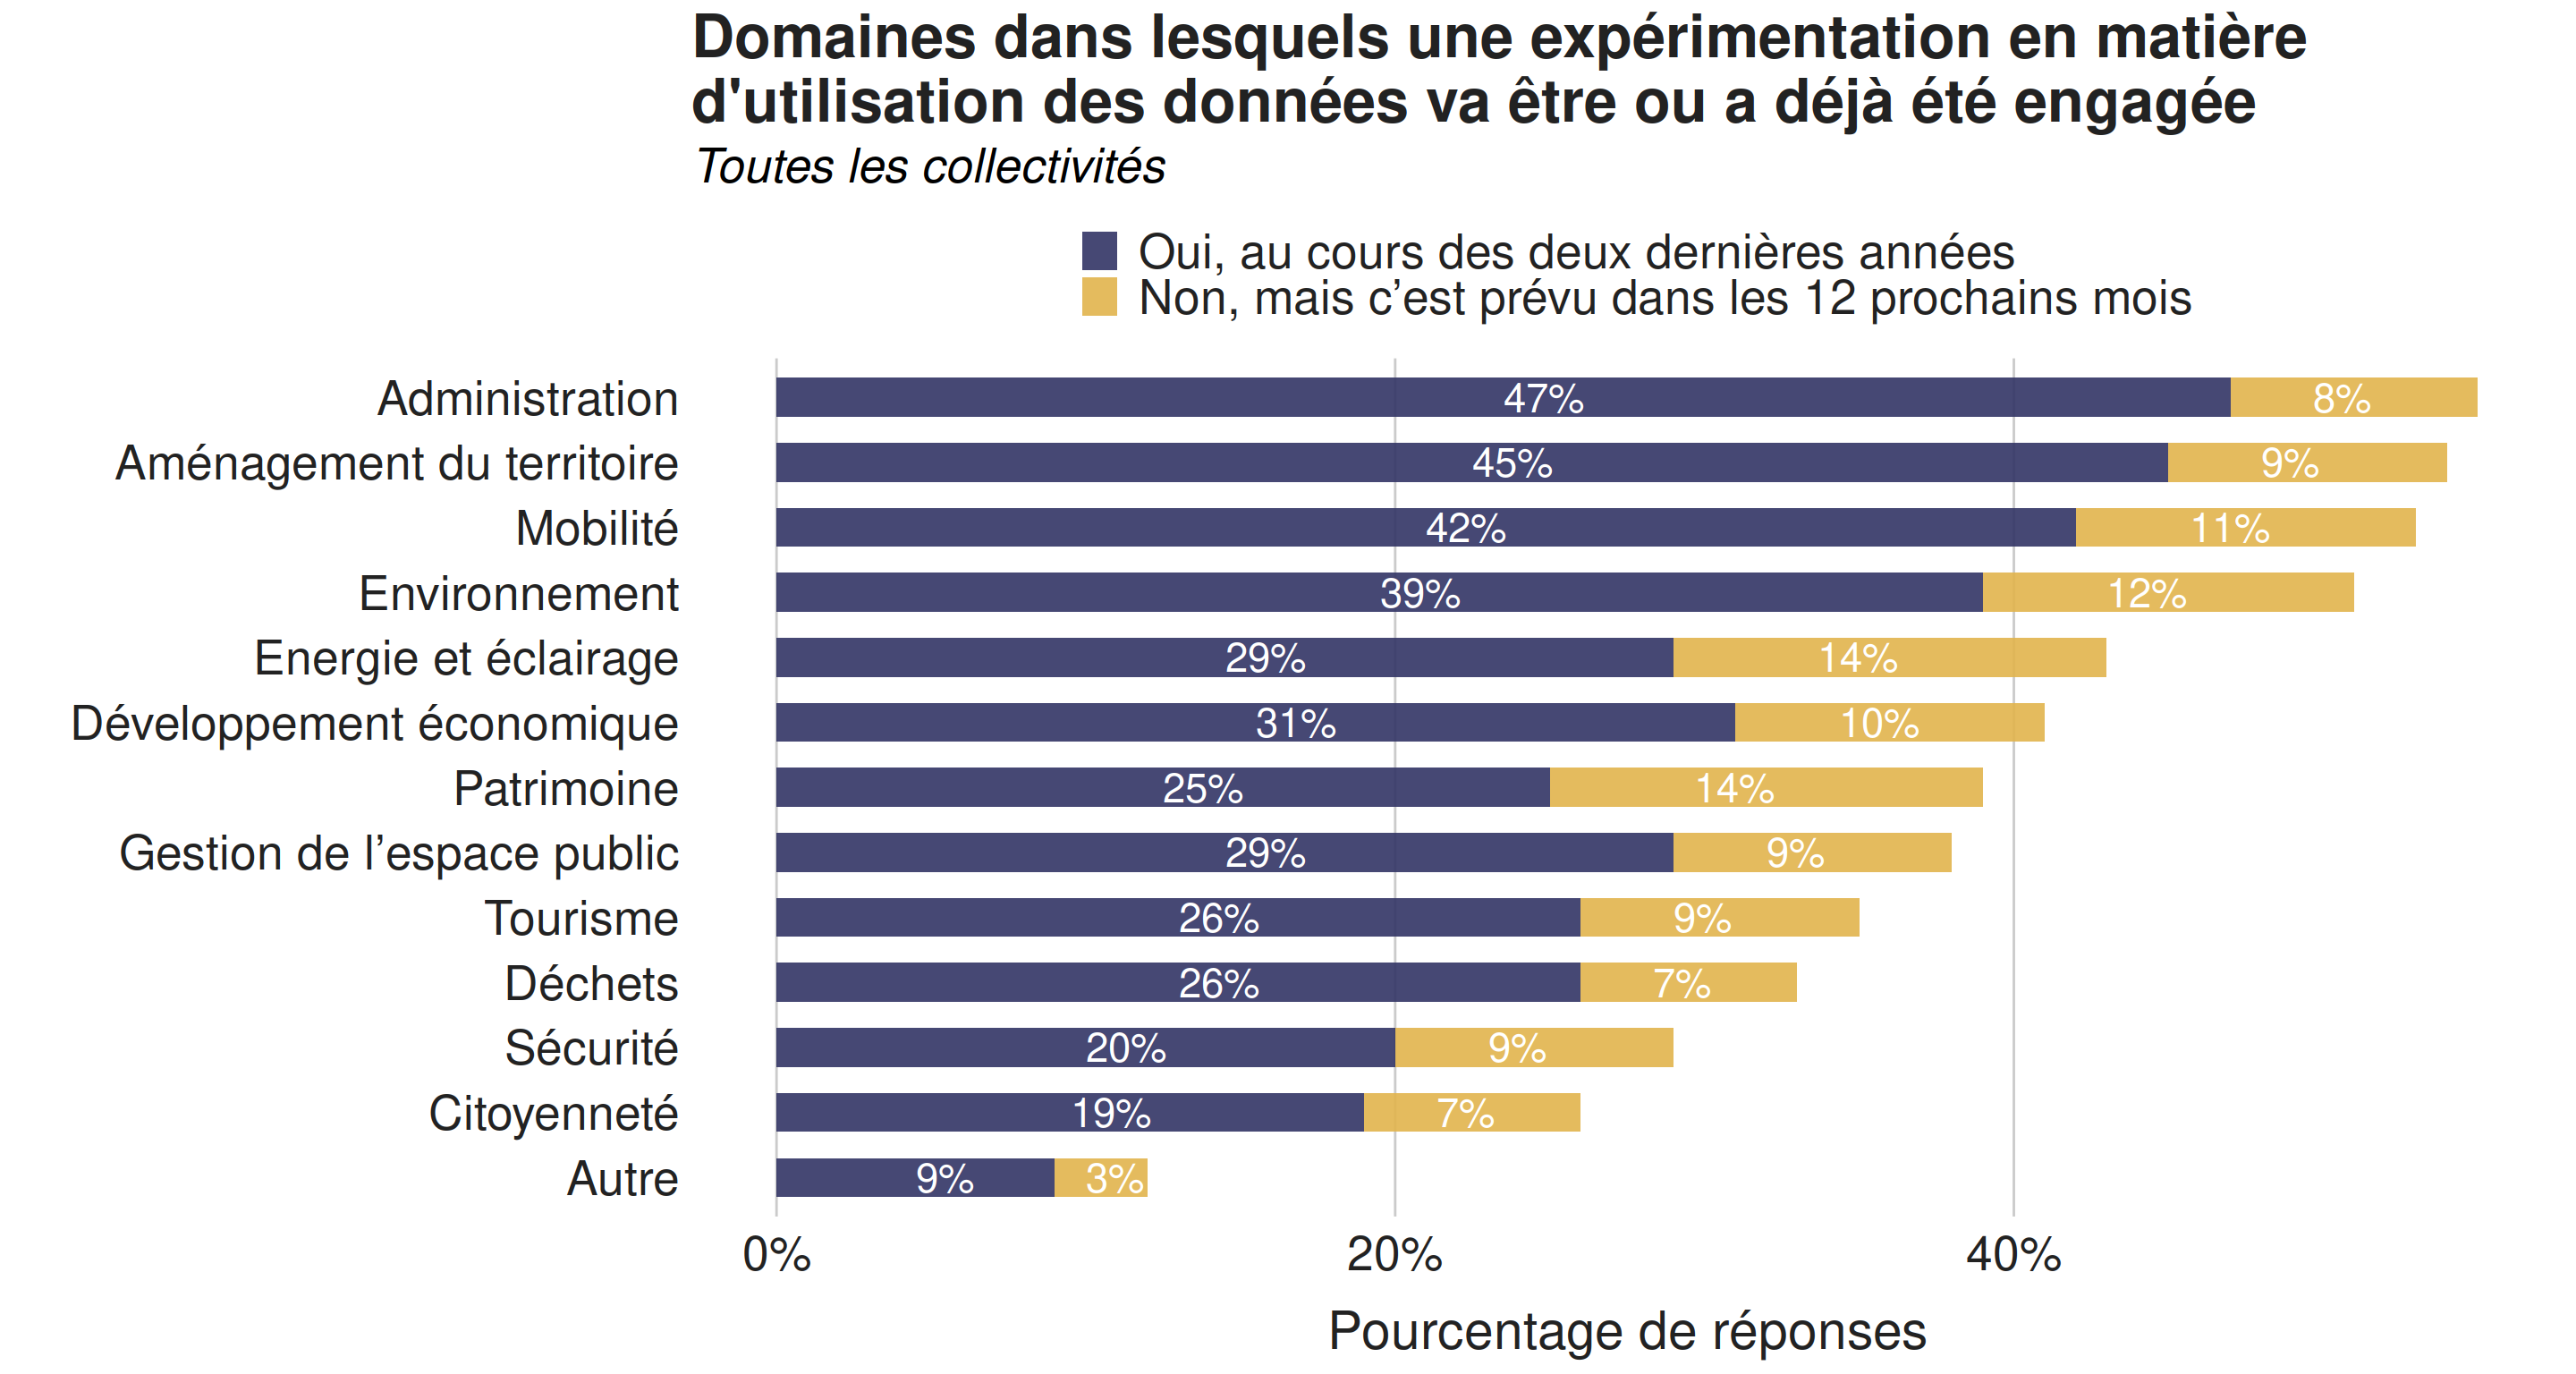 Domaines dans lesquels une expérimentation en matière
d'utilisation des données va être ou a déjà été engagée
Toutes les collectivités
Oui, au cours des deux dernières années
Non, mais c’est prévu dans les 12 prochains mois
Administration 47% 8%
Aménagement du territoire 45% 9%
Mobilité 42% 11%
Environnement 39% 12%
Energie et éclairage 29% 14%
Développement économique 31% 10%
Patrimoine 25% 14%
Gestion de l’espace public 29% 9%
Tourisme 26% 9%
Déchets 26% 7%
Sécurité 20% 9%
Citoyenneté 19% 7%
Autre 9% 3%
0% 20% 40%
Pourcentage de réponses